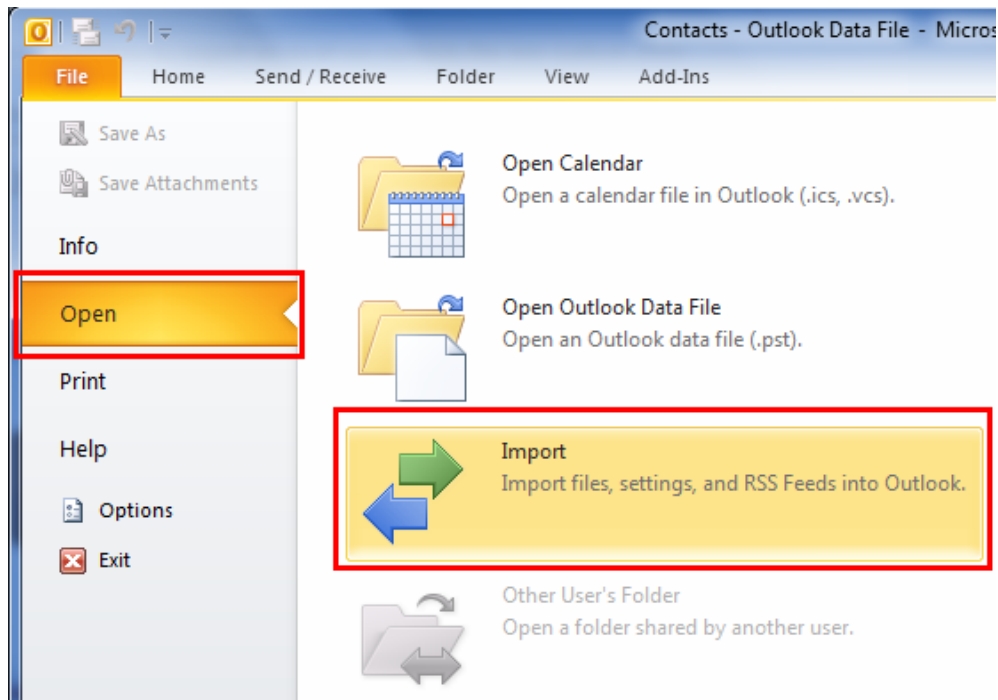 Contacts - Outlook Data File - Micros
File Home Send / Receive Folder View Add-Ins
Save As
Save Attachments
Info
Open
Print
Help
Options
Exit
Open Calendar
Open a calendar file in Outlook (.ics, .vcs).
Open Outlook Data File
Open an Outlook data file (.pst).
Import
Import files, settings, and RSS Feeds into Outlook.
Other User's Folder
Open a folder shared by another user.